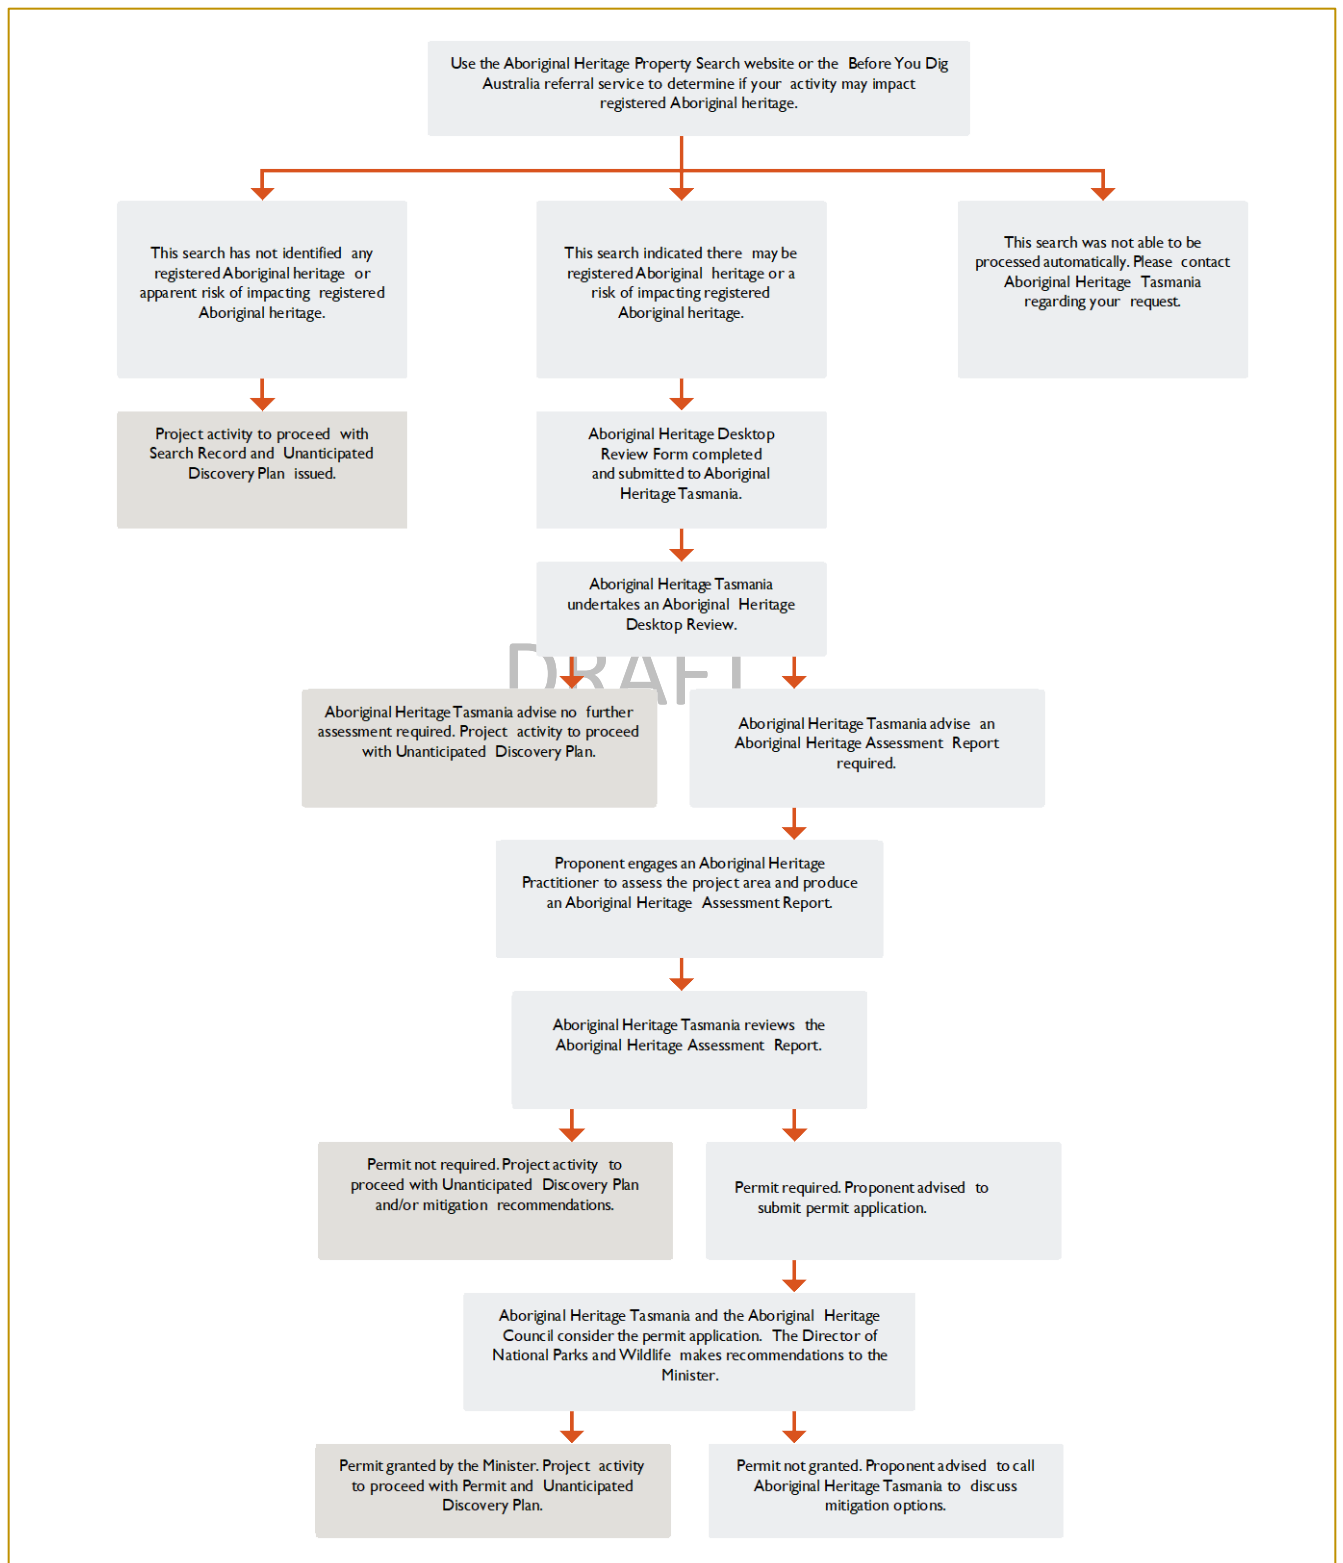 Use the Aboriginal Heritage Property Search website or the Before You Dig
Australia referral service to determine if your activity may impact
registered Aboriginal heritage.
This search has not identified any
registered Aboriginal heritage or
apparent risk of impacting registered
Aboriginal heritage.
This search indicated there may be
registered Aboriginal heritage or a
risk of impacting registered
Aboriginal heritage.
This search was not able to be
processed automatically. Please contact
Aboriginal Heritage Tasmania
regarding your request.
Project activity to proceed with
Search Record and Unanticipated
Discovery Plan issued.
Aboriginal Heritage Desktop
Review Form completed
and submitted to Aboriginal
Heritage Tasmania.
Aboriginal Heritage Tasmania
undertakes an Aboriginal Heritage
Desktop Review.
DRAFT
Aboriginal Heritage Tasmania advise no further
assessment required. Project activity to proceed
with Unanticipated Discovery Plan.
Aboriginal Heritage Tasmania advise an
Aboriginal Heritage Assessment Report
required.
Proponent engages an Aboriginal Heritage
Practitioner to assess the project area and produce
an Aboriginal Heritage Assessment Report.
Aboriginal Heritage Tasmania reviews the
Aboriginal Heritage Assessment Report.
Permit not required. Project activity to
proceed with Unanticipated Discovery Plan
and/or mitigation recommendations.
Permit required. Proponent advised to
submit permit application.
Aboriginal Heritage Tasmania and the Aboriginal Heritage
Council consider the permit application. The Director of
National Parks and Wildlife makes recommendations to the
Minister.
Permit granted by the Minister. Project activity
to proceed with Permit and Unanticipated
Discovery Plan.
Permit not granted. Proponent advised to call
Aboriginal Heritage Tasmania to discuss
mitigation options.